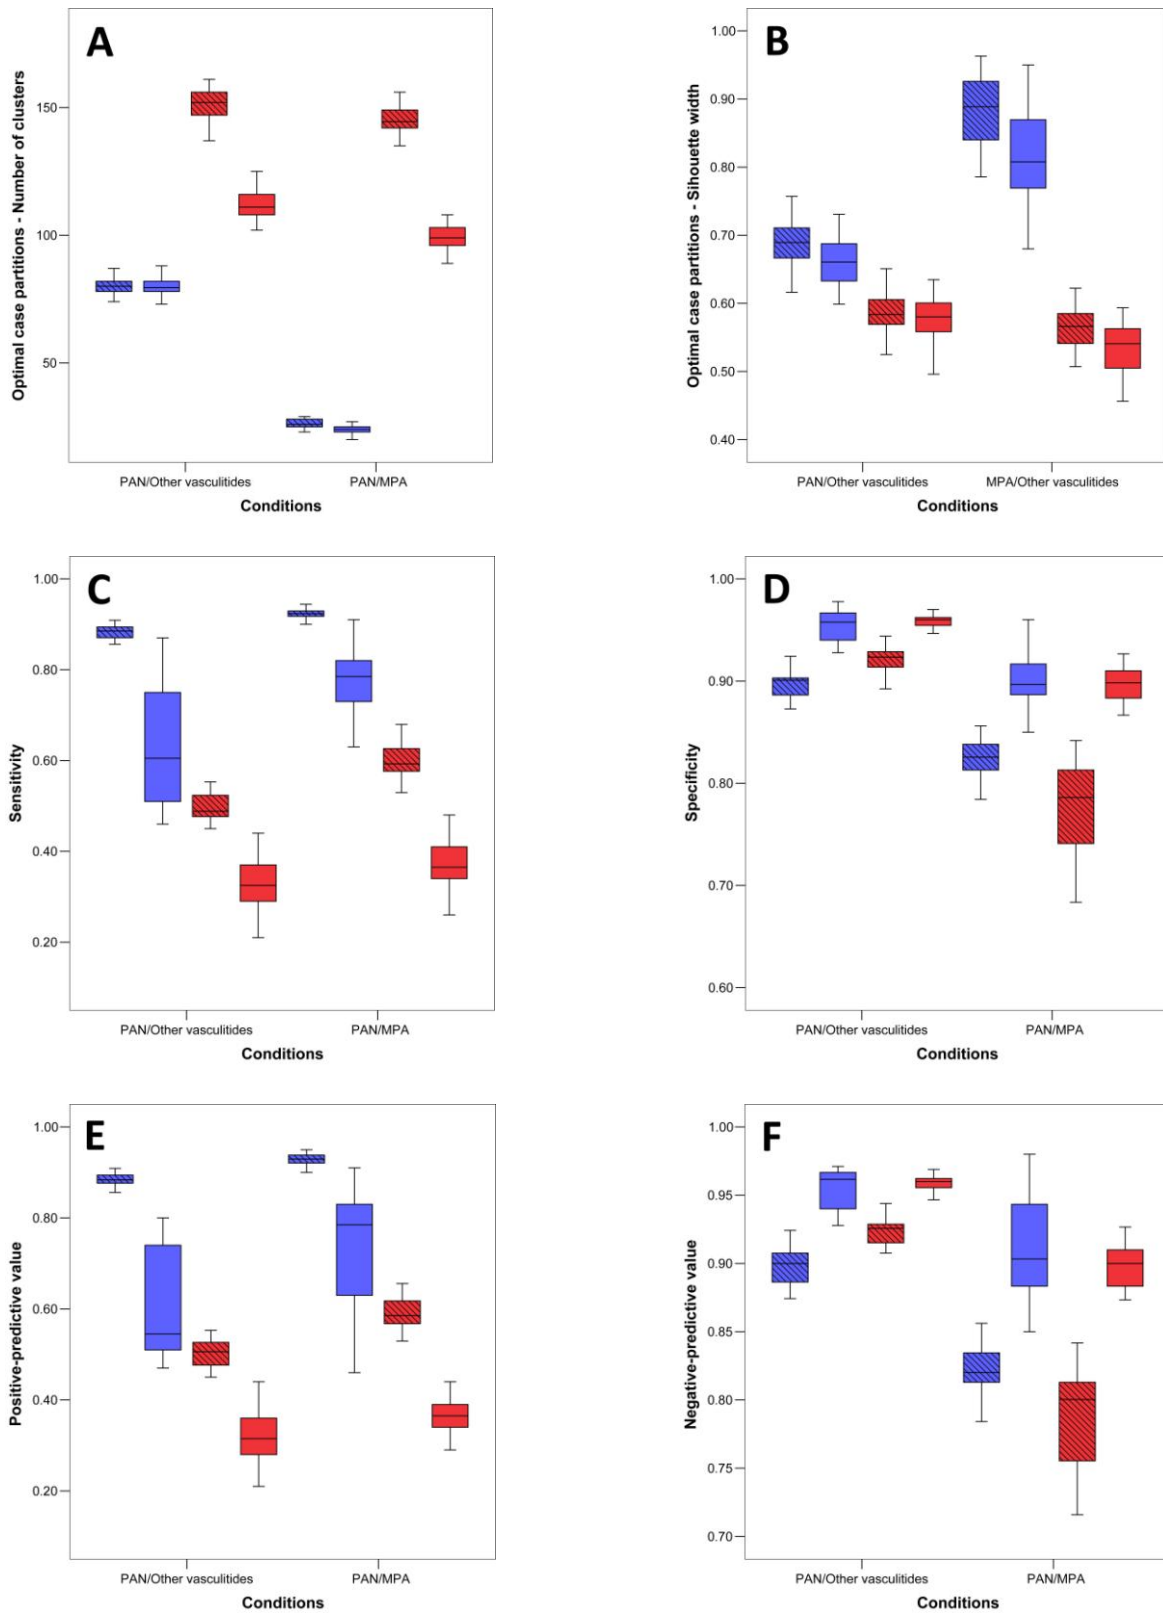 A
Optimal case partitions - Number of clusters
150
100
50
PAN/Other vasculitides
PAN/MPA
Conditions
B
Optimal case partitions - Sihouette width
1.00
0.90
0.80
0.70
0.60
0.50
0.40
PAN/Other vasculitides
MPA/Other vasculitides
Conditions
C
Sensitivity
1.00
0.80
0.60
0.40
0.20
PAN/Other vasculitides
PAN/MPA
Conditions
D
Specificity
1.00
0.90
0.80
0.70
0.60
PAN/Other vasculitides
PAN/MPA
Conditions
E
Positive-predictive value
1.00
0.80
0.60
0.40
0.20
PAN/Other vasculitides
PAN/MPA
Conditions
F
Negative-predictive value
1.00
0.95
0.90
0.85
0.80
0.75
0.70
PAN/Other vasculitides
PAN/MPA
Conditions